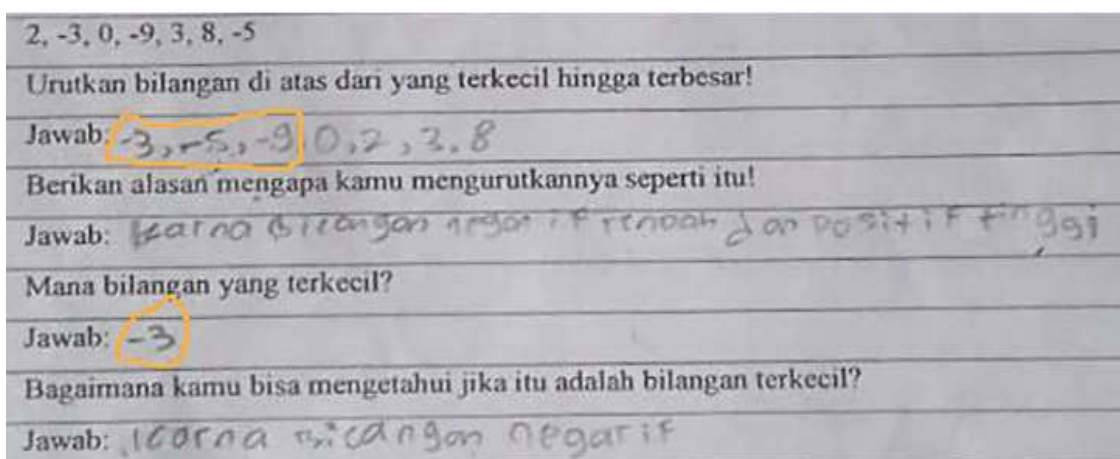 2, -3, 0, -9, 3, 8, -5
Urutkan bilangan di atas dari yang terkecil hingga terbesar!
Jawab: -3, -5, -9, 0, 2, 3, 8
Berikan alasan mengapa kamu mengurutkannya seperti itu!
Jawab: karna bilangan negatif rendah dan positif tinggi
Mana bilangan yang terkecil?
Jawab: -3
Bagaimana kamu bisa mengetahui jika itu adalah bilangan terkecil?
Jawab: karna bilangan negatif